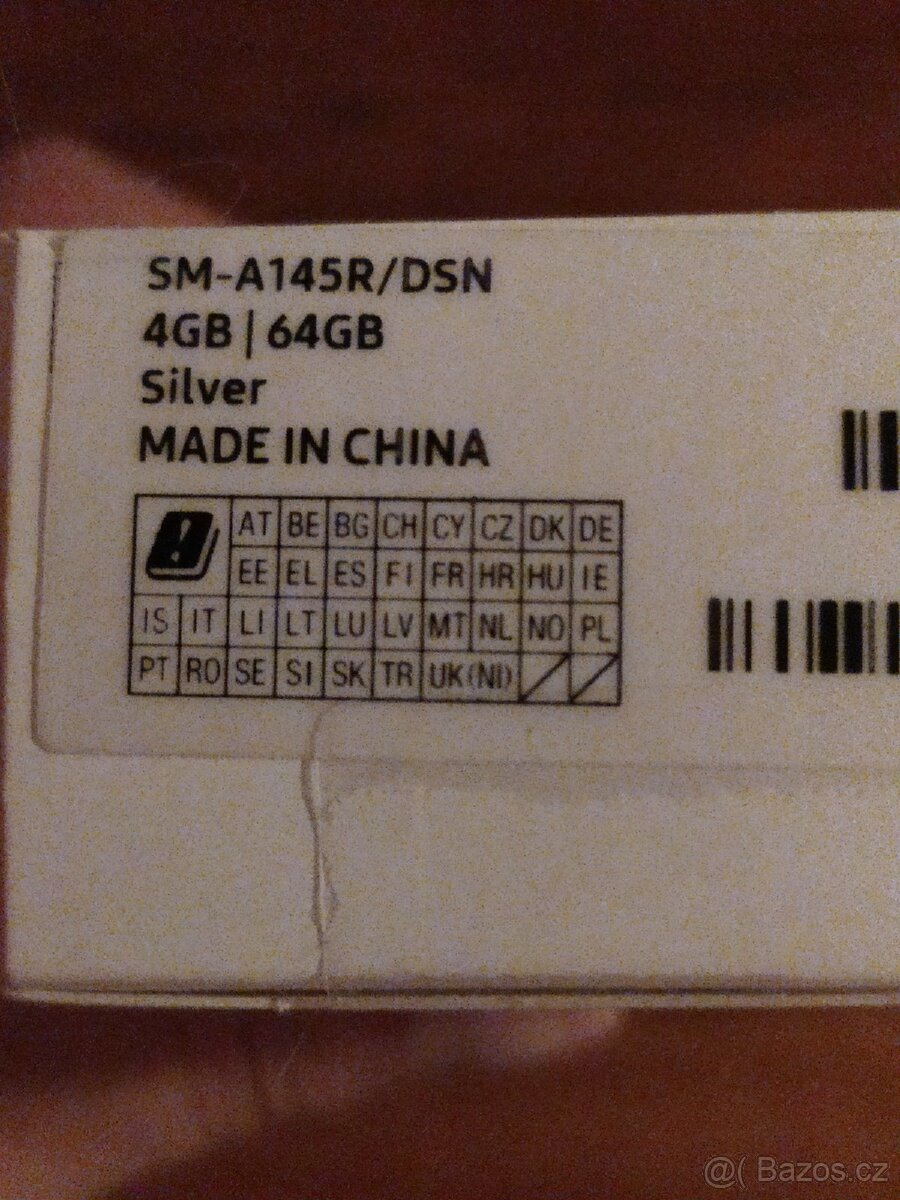 SM-A145R/DSN
4GB | 64GB
Silver
MADE IN CHINA
! AT BE BG CH CY CZ DK DE
EE EL ES FI FR HR HU IE
IS IT LI LT LU LV MT NL NO PL
PT RO SE SI SK TR UK(NI)
@( Bazos.cz